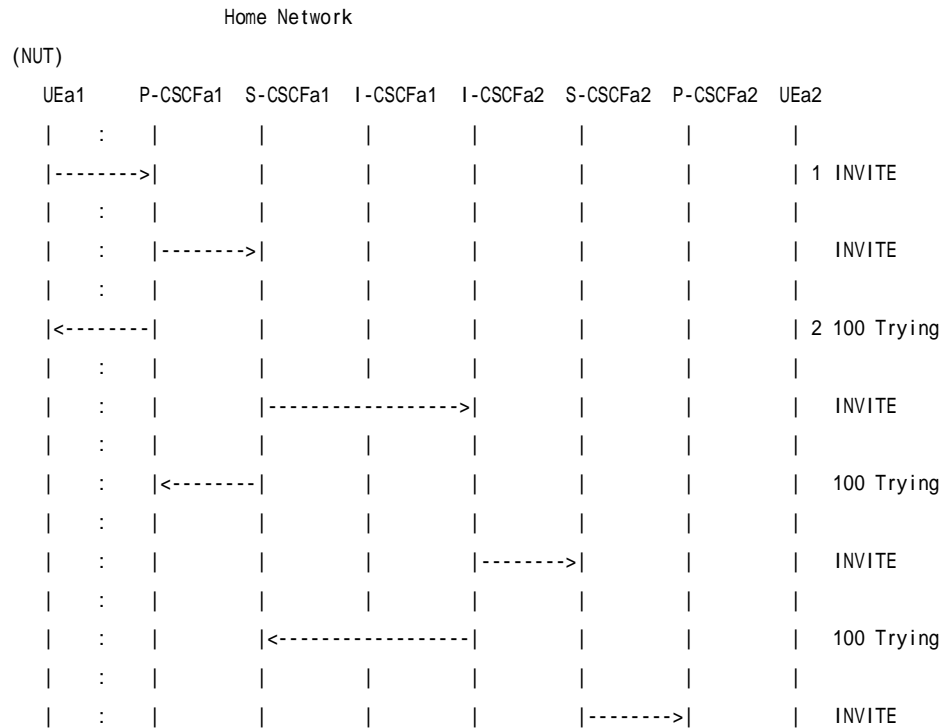 Home Network
(NUT)
UEa1 P-CSCFa1 S-CSCFa1 I-CSCFa1 I-CSCFa2 S-CSCFa2 P-CSCFa2 UEa2
| : | | | | | | |
|-------->| | | | | | | 1 INVITE
| : | | | | | | |
| : |-------->| | | | | | INVITE
| : | | | | | | |
|<--------| | | | | | | 2 100 Trying
| : | | | | | | |
| : | |------------------>| | | | INVITE
| : | | | | | | |
| : |<--------| | | | | | 100 Trying
| : | | | | | | |
| : | | | |-------->| | | INVITE
| : | | | | | | |
| : | |<------------------| | | | 100 Trying
| : | | | | | | |
| : | | | | |-------->| | INVITE